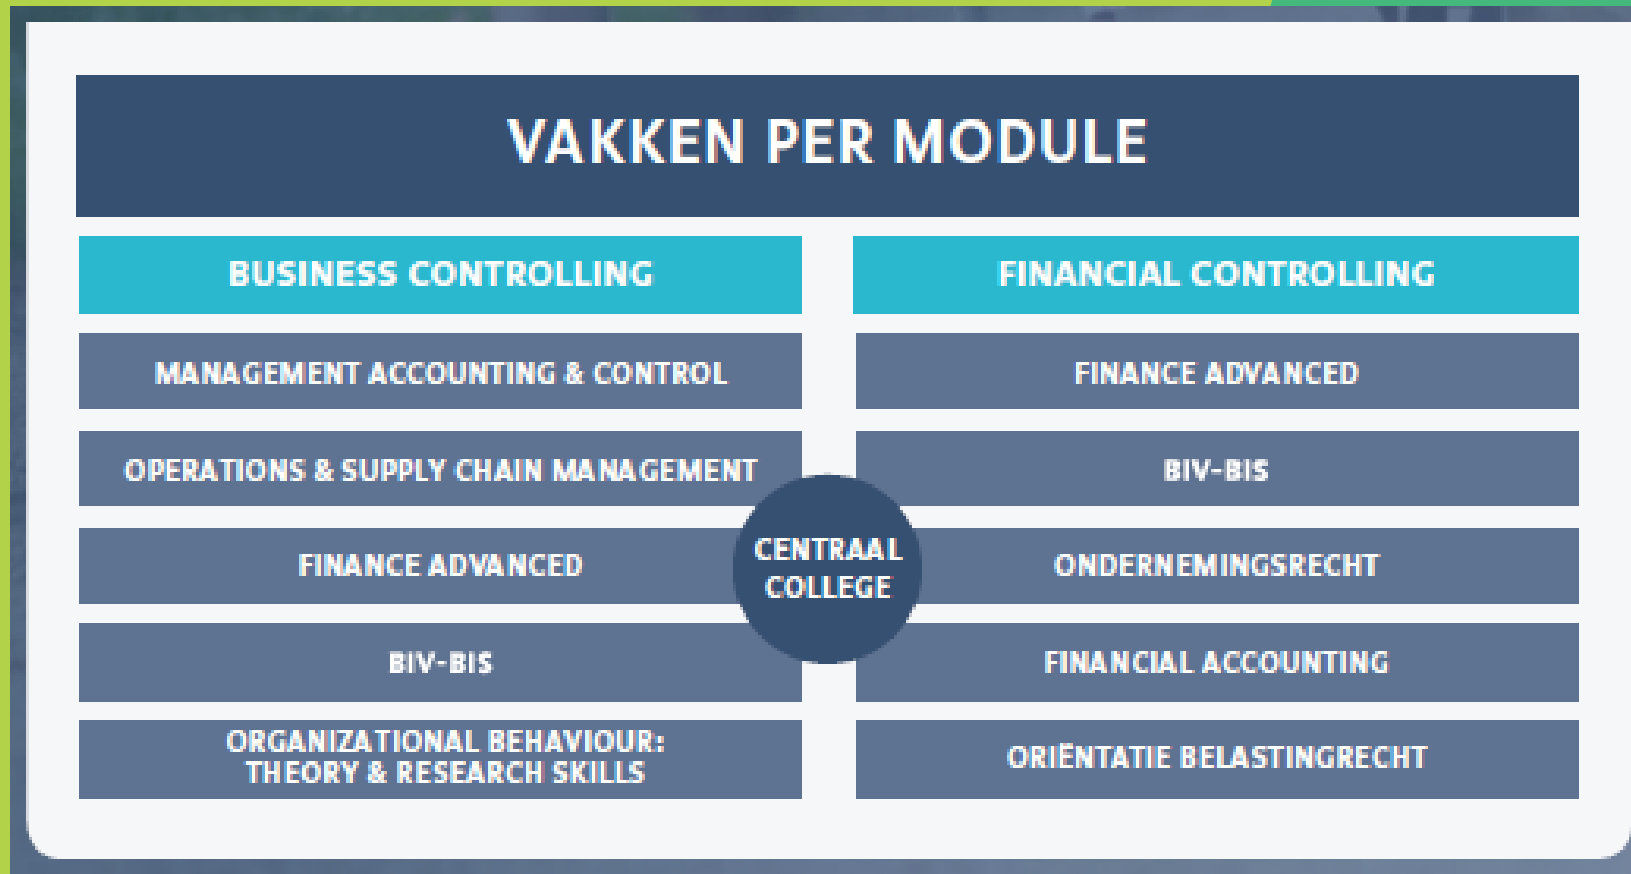 VAKKEN PER MODULE
BUSINESS CONTROLLING
MANAGEMENT ACCOUNTING & CONTROL
OPERATIONS & SUPPLY CHAIN MANAGEMENT
FINANCE ADVANCED
BIV-BIS
ORGANIZATIONAL BEHAVIOUR:
THEORY & RESEARCH SKILLS
CENTRAAL
COLLEGE
FINANCIAL CONTROLLING
FINANCE ADVANCED
BIV-BIS
ONDERNEMINGSRECHT
FINANCIAL ACCOUNTING
ORIËNTATIE BELASTINGRECHT